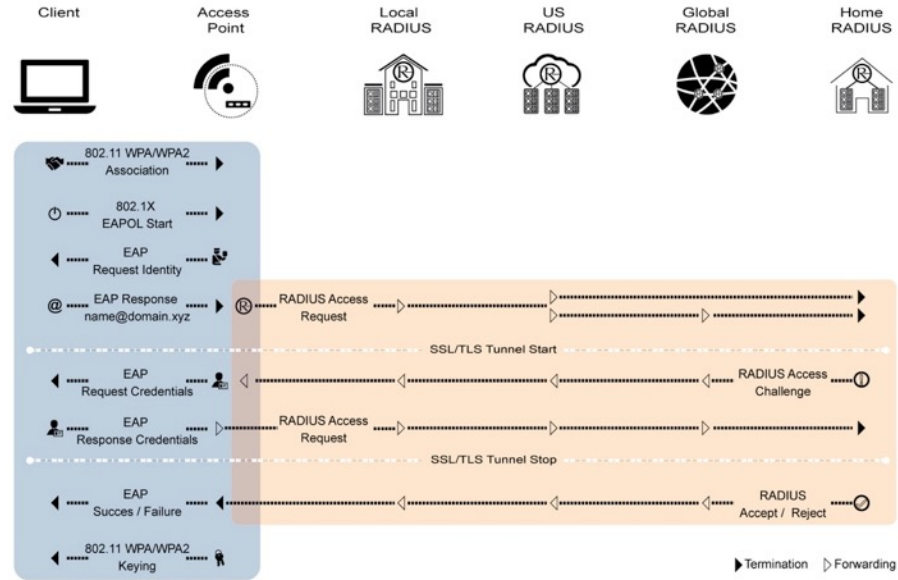 Client
Access
Point
Local
RADIUS
US
RADIUS
Global
RADIUS
Home
RADIUS
R
R
R
802.11 WPA/WPA2
Association
802.1X
EAPOL Start
EAP
Request Identity
@
EAP Response
name@domain.xyz
R
RADIUS Access
Request
SSL/TLS Tunnel Start
EAP
Request Credentials
RADIUS Access
Challenge
EAP
Response Credentials
RADIUS Access
Request
SSL/TLS Tunnel Stop
EAP
Succes / Failure
RADIUS
Accept / Reject
802.11 WPA/WPA2
Keying
Termination
Forwarding